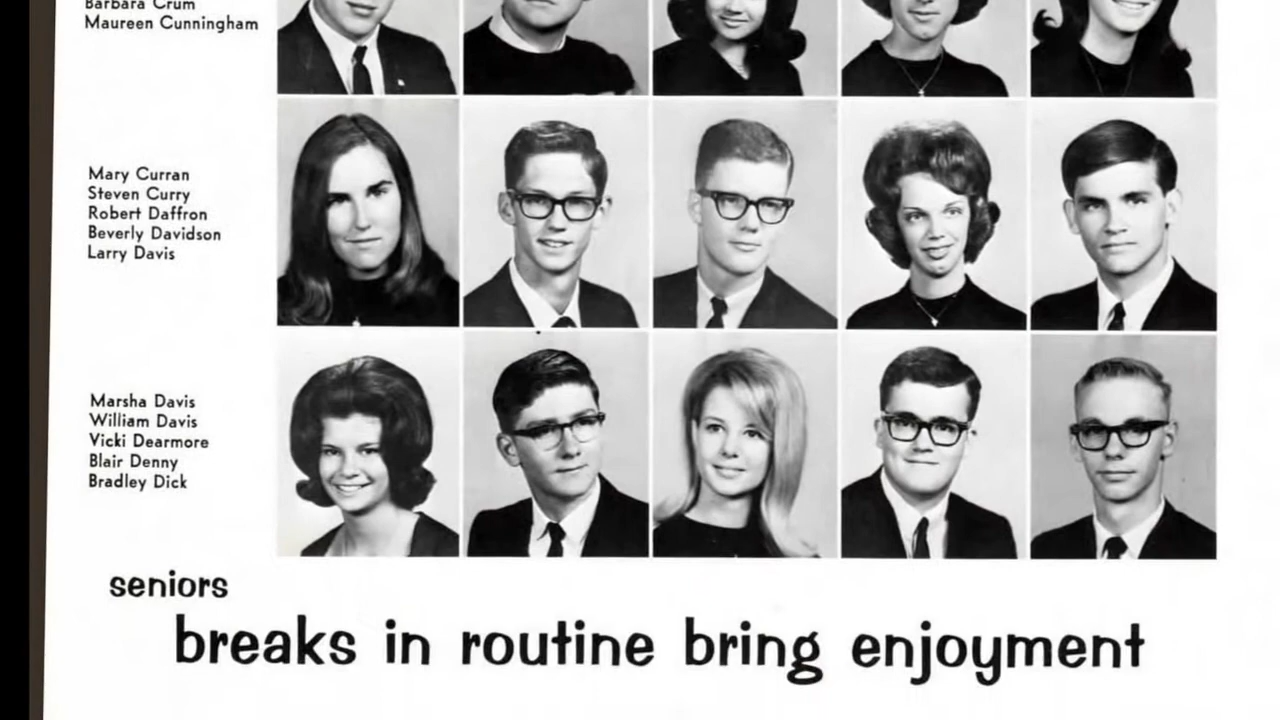 Barbara Crum
Maureen Cunningham
Mary Curran
Steven Curry
Robert Daffron
Beverly Davidson
Larry Davis
Marsha Davis
William Davis
Vicki Dearmore
Blair Denny
Bradley Dick
seniors
breaks in routine bring enjoyment